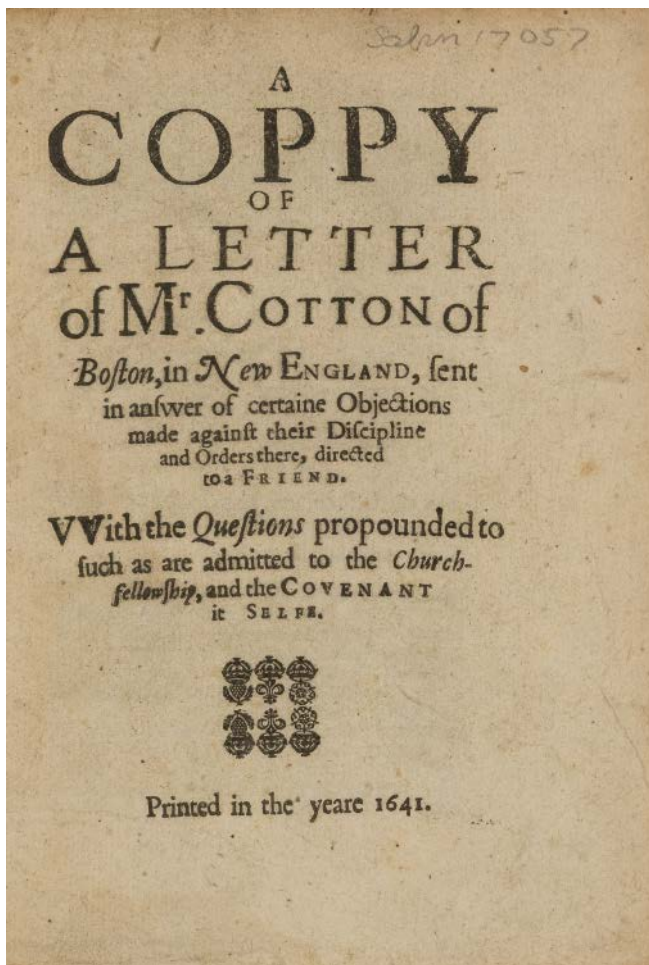 Sabin 17057
A
COPPY
OF
A LETTER
of Mr. COTTON of
Boſton, in New ENGLAND, ſent
in anſwer of certaine Objections
made againſt their Diſcipline
and Orders there, directed
to a FRIEND.
VVith the Queſtions propounded to
ſuch as are admitted to the Church-
fellowſhip, and the COVENANT
it SELFE.
Printed in the yeare 1641.